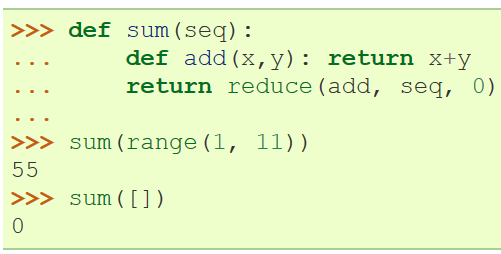 >>> def sum(seq):
...     def add(x,y): return x+y
...     return reduce(add, seq, 0)
...
>>> sum(range(1, 11))
55
>>> sum([])
0